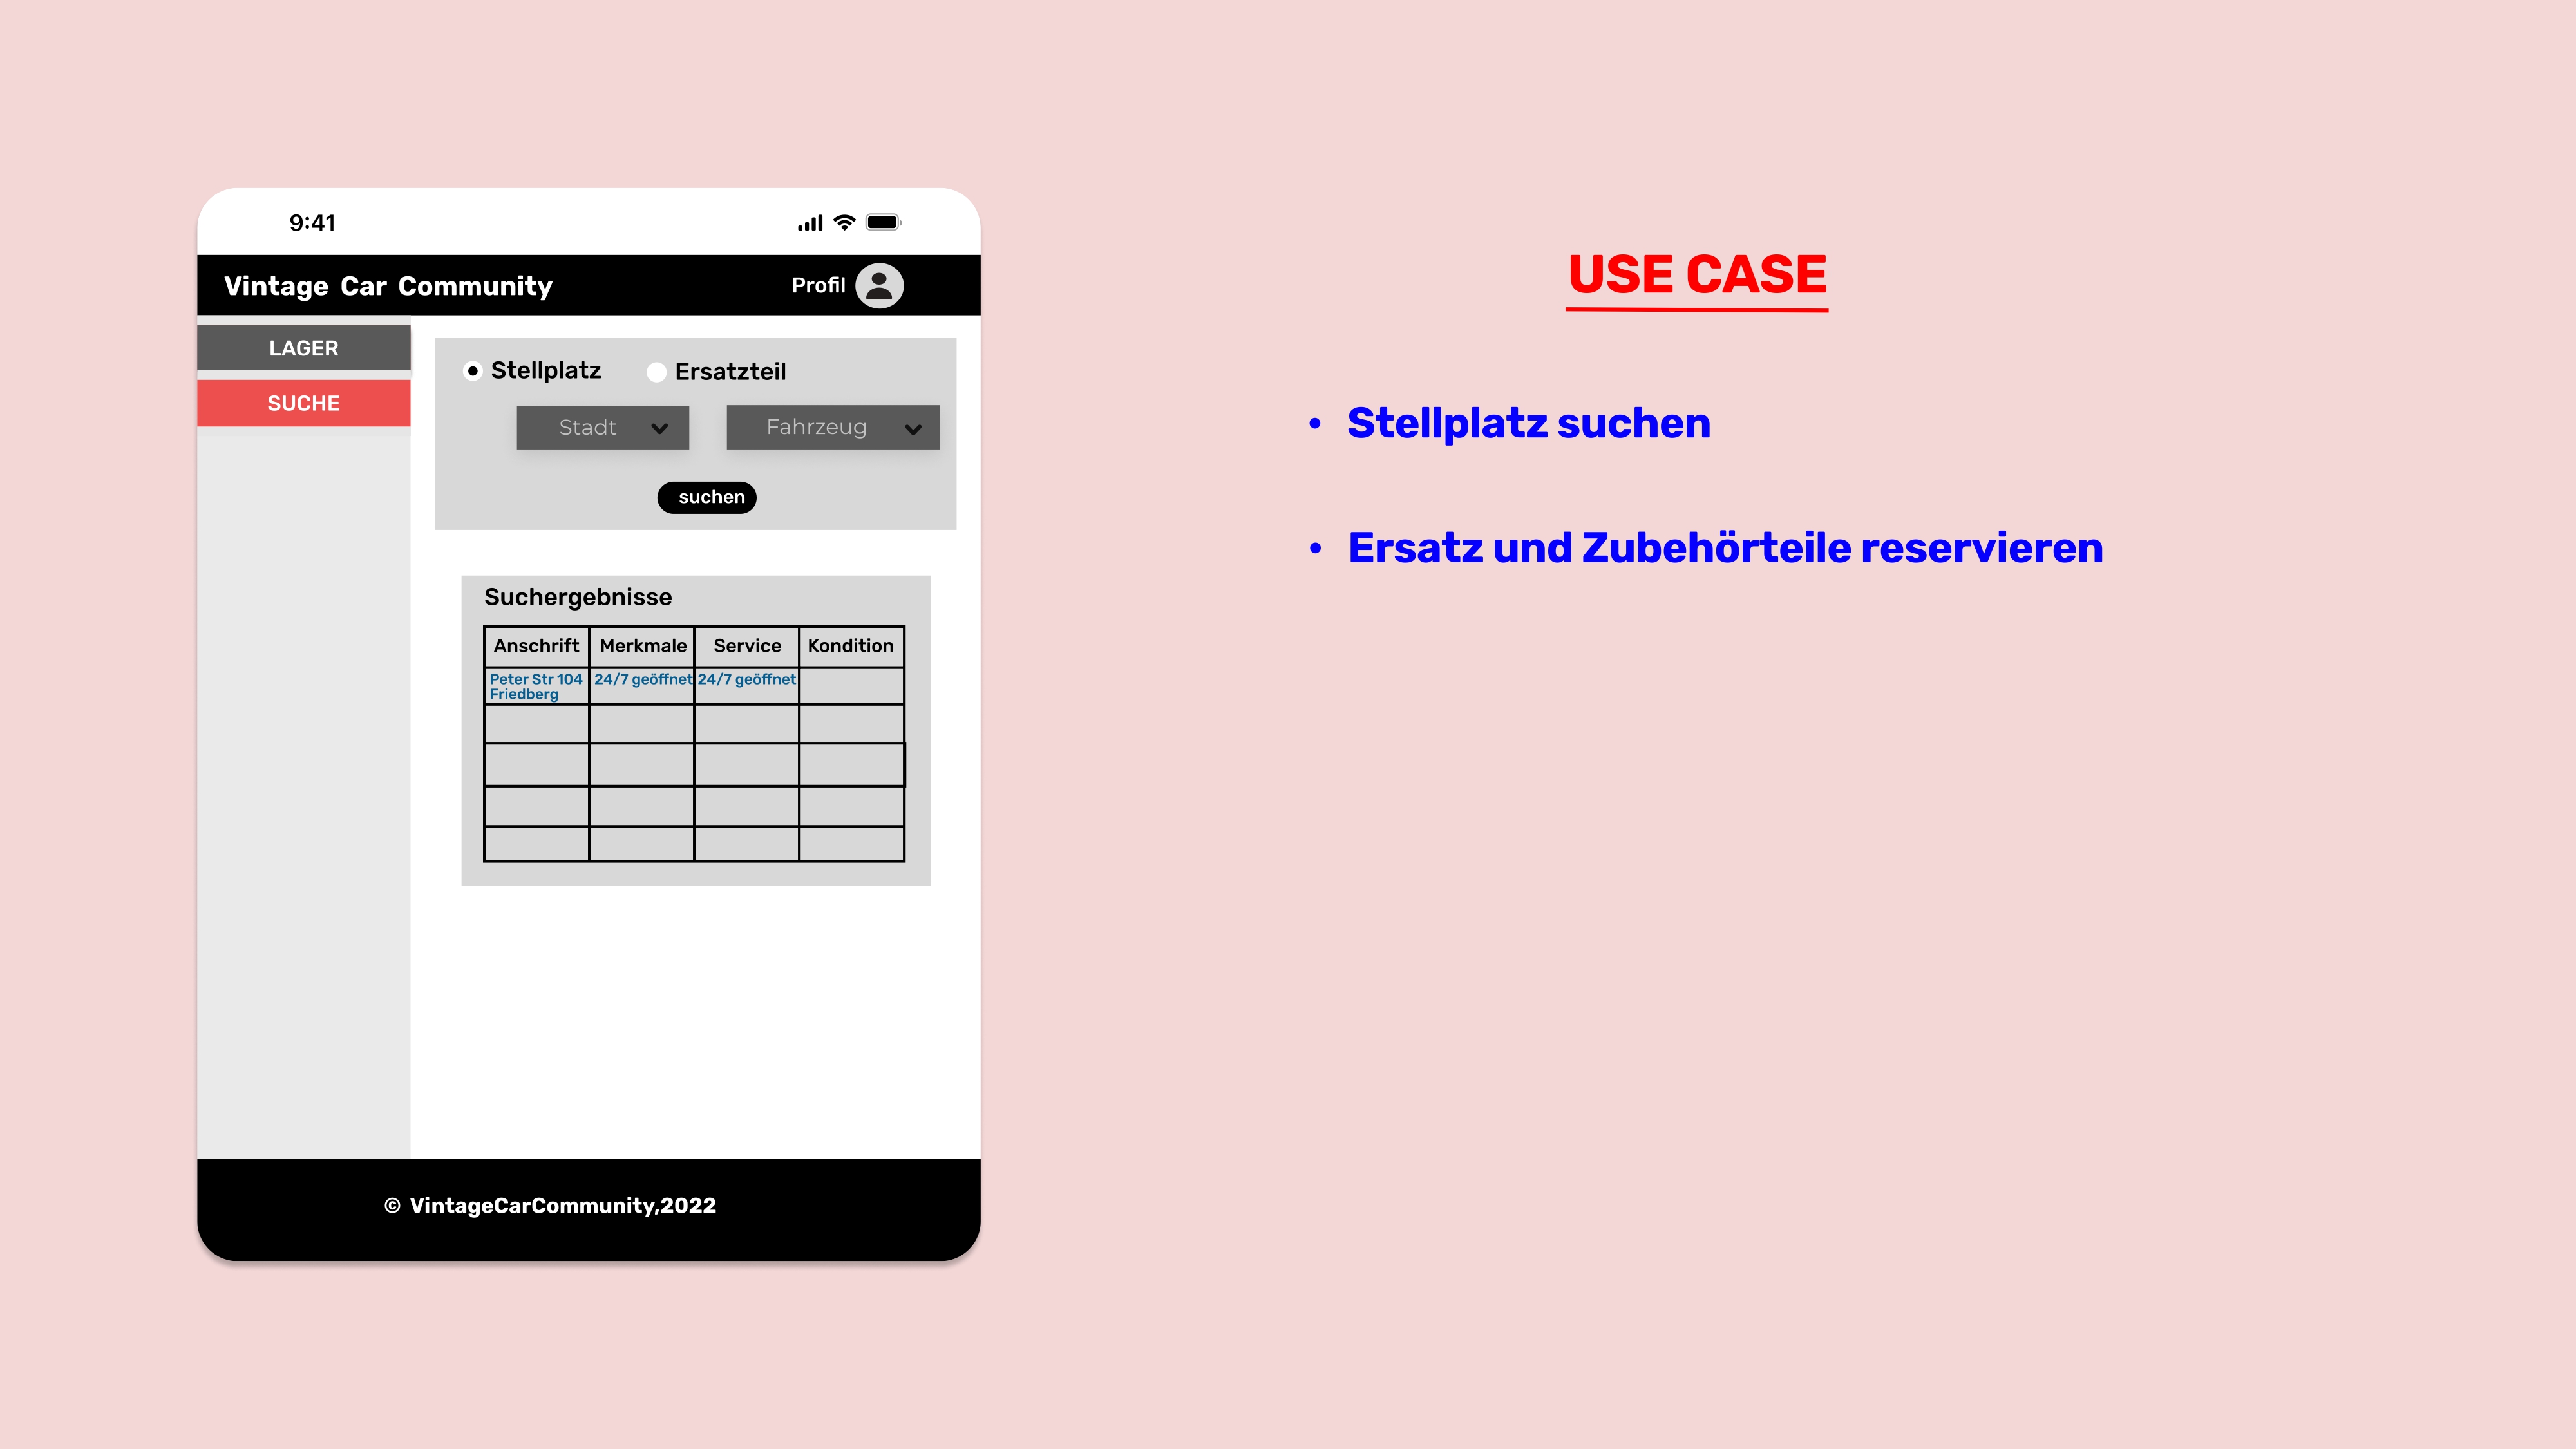 9:41
Vintage Car Community
Profil
LAGER
SUCHE
Stellplatz
Ersatzteil
Stadt
Fahrzeug
suchen
Suchergebnisse
Anschrift
Merkmale
Service
Kondition
Peter Str 104
Friedberg
24/7 geöffnet
24/7 geöffnet
© VintageCarCommunity,2022
USE CASE
• Stellplatz suchen
• Ersatz und Zubehörteile reservieren